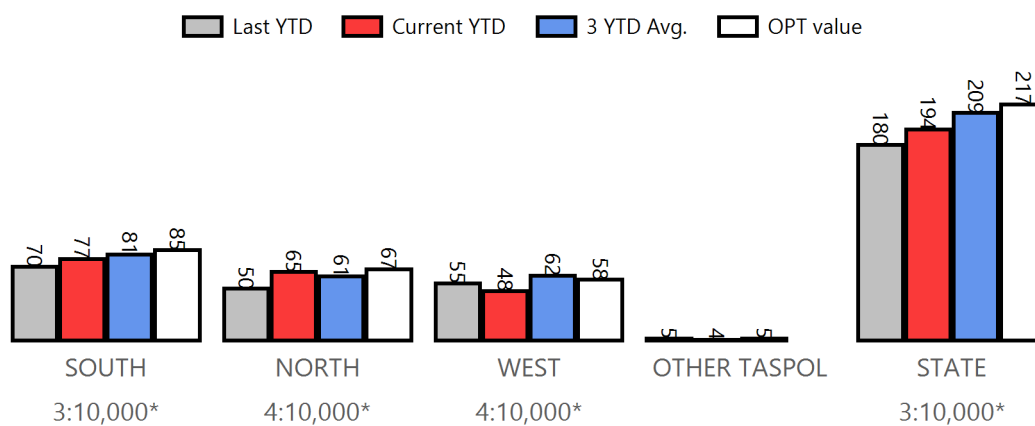 Last YTD Current YTD 3 YTD Avg. OPT value
70 77 81 85 50 65 61 67 55 48 62 58 5 4 5 180 194 209 217
SOUTH NORTH WEST OTHER TASPOL STATE
3:10,000* 4:10,000* 4:10,000* 3:10,000*